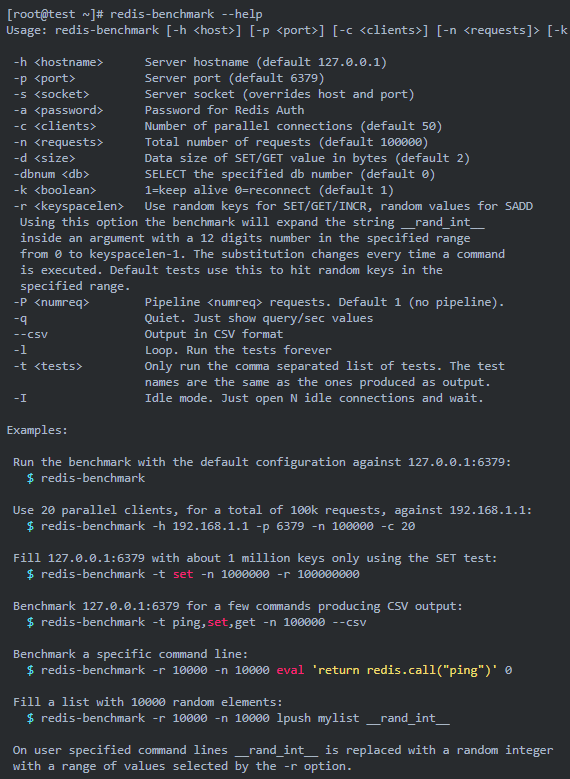 [root@test ~]# redis-benchmark --help
Usage: redis-benchmark [-h <host>] [-p <port>] [-c <clients>] [-n <requests]> [-k

 -h <hostname>      Server hostname (default 127.0.0.1)
 -p <port>          Server port (default 6379)
 -s <socket>        Server socket (overrides host and port)
 -a <password>      Password for Redis Auth
 -c <clients>       Number of parallel connections (default 50)
 -n <requests>      Total number of requests (default 100000)
 -d <size>          Data size of SET/GET value in bytes (default 2)
 -dbnum <db>        SELECT the specified db number (default 0)
 -k <boolean>       1=keep alive 0=reconnect (default 1)
 -r <keyspacelen>   Use random keys for SET/GET/INCR, random values for SADD
  Using this option the benchmark will expand the string __rand_int__
  inside an argument with a 12 digits number in the specified range
  from 0 to keyspacelen-1. The substitution changes every time a command
  is executed. Default tests use this to hit random keys in the
  specified range.
 -P <numreq>        Pipeline <numreq> requests. Default 1 (no pipeline).
 -q                 Quiet. Just show query/sec values
 --csv              Output in CSV format
 -l                 Loop. Run the tests forever
 -t <tests>         Only run the comma separated list of tests. The test
                    names are the same as the ones produced as output.
 -I                 Idle mode. Just open N idle connections and wait.

Examples:

 Run the benchmark with the default configuration against 127.0.0.1:6379:
   $ redis-benchmark

 Use 20 parallel clients, for a total of 100k requests, against 192.168.1.1:
   $ redis-benchmark -h 192.168.1.1 -p 6379 -n 100000 -c 20

 Fill 127.0.0.1:6379 with about 1 million keys only using the SET test:
   $ redis-benchmark -t set -n 1000000 -r 100000000

 Benchmark 127.0.0.1:6379 for a few commands producing CSV output:
   $ redis-benchmark -t ping,set,get -n 100000 --csv

 Benchmark a specific command line:
   $ redis-benchmark -r 10000 -n 10000 eval 'return redis.call("ping")' 0

 Fill a list with 10000 random elements:
   $ redis-benchmark -r 10000 -n 10000 lpush mylist __rand_int__

 On user specified command lines __rand_int__ is replaced with a random integer
 with a range of values selected by the -r option.